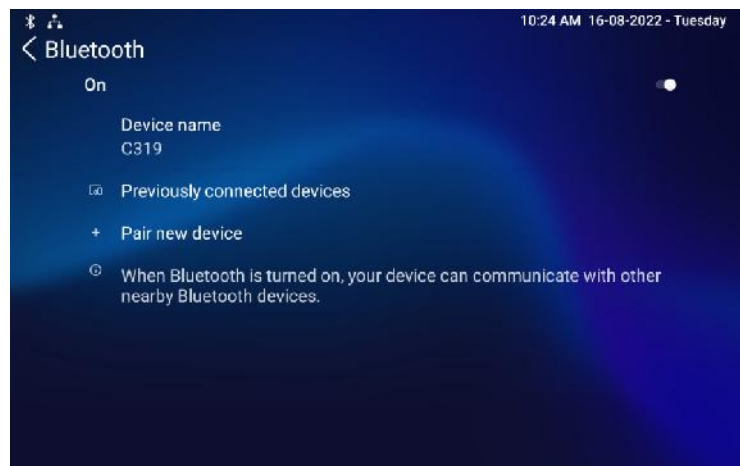 10:24 AM 16-08-2022 - Tuesday
Bluetooth
On
Device name
C319
Previously connected devices
Pair new device
When Bluetooth is turned on, your device can communicate with other
nearby Bluetooth devices.